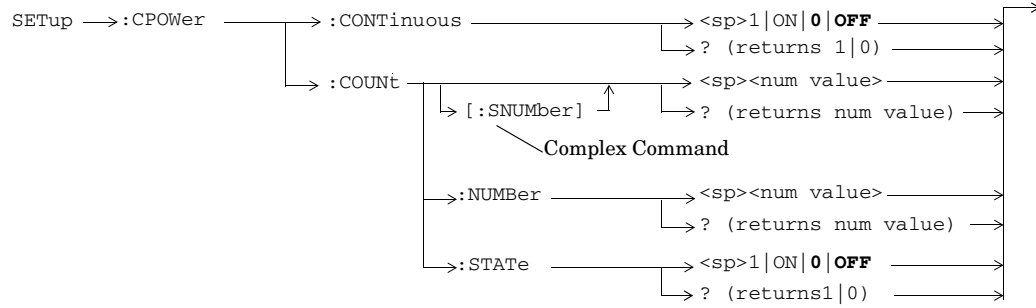 SETup :CPOWer :CONTinuous <sp>1|ON|0|OFF
? (returns 1|0)
:COUNt <sp><num value>
[:SNUMber] ? (returns num value)
Complex Command
:NUMBer <sp><num value>
? (returns num value)
:STATe <sp>1|ON|0|OFF
? (returns1|0)